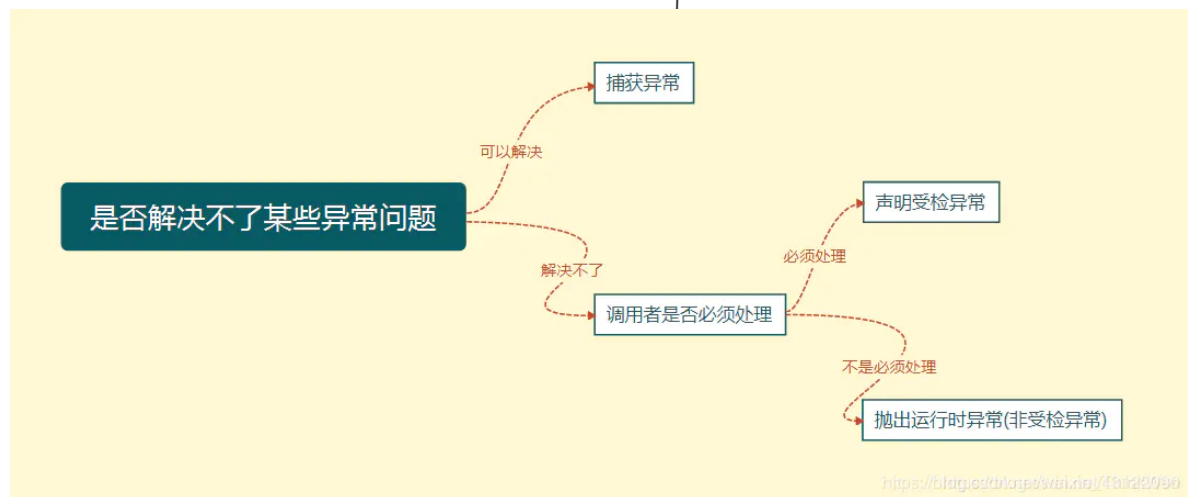 捕获异常
可以解决
是否解决不了某些异常问题
声明受检异常
必须处理
解决不了
调用者是否必须处理
不是必须处理
抛出运行时异常(非受检异常)